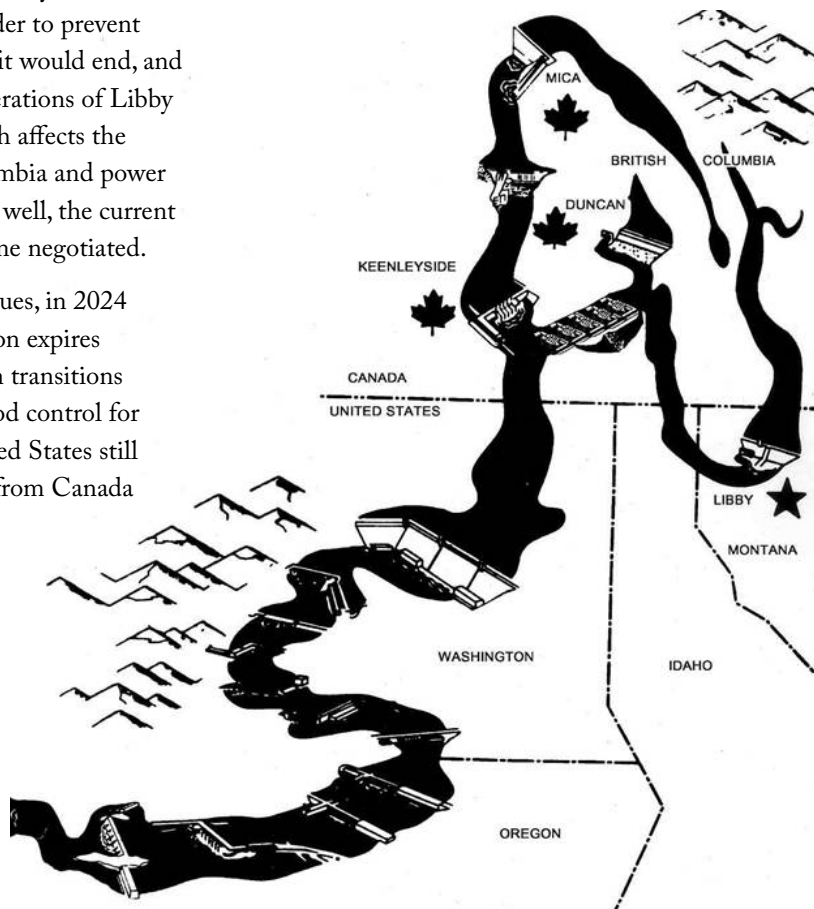 der to prevent
it would end, and
erations of Libby
h affects the
mbia and power
well, the current
ne negotiated.
ues, in 2024
on expires
n transitions
od control for
ed States still
from Canada
MICA
BRITISH COLUMBIA
DUNCAN
KEENLEYSIDE
CANADA
UNITED STATES
LIBBY
MONTANA
WASHINGTON
IDAHO
OREGON